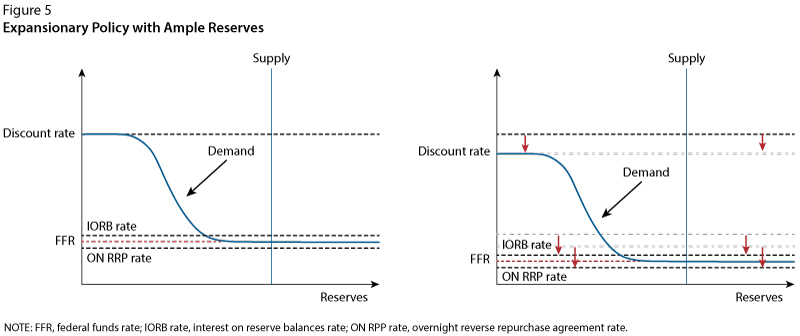 Figure 5
Expansionary Policy with Ample Reserves
Supply
Discount rate
Demand
IORB rate
FFR
ON RRP rate
Reserves
Supply
Discount rate
Demand
IORB rate
FFR
ON RRP rate
Reserves
NOTE: FFR, federal funds rate; IORB rate, interest on reserve balances rate; ON RPP rate, overnight reverse repurchase agreement rate.